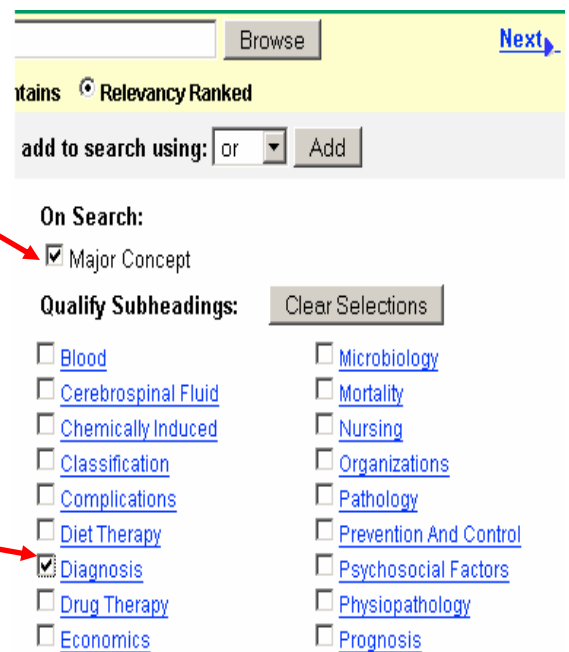 Browse Next
ntains Relevancy Ranked
add to search using: or Add
On Search:
Major Concept
Qualify Subheadings: Clear Selections
Blood Microbiology
Cerebrospinal Fluid Mortality
Chemically Induced Nursing
Classification Organizations
Complications Pathology
Diet Therapy Prevention And Control
Diagnosis Psychosocial Factors
Drug Therapy Physiopathology
Economics Prognosis